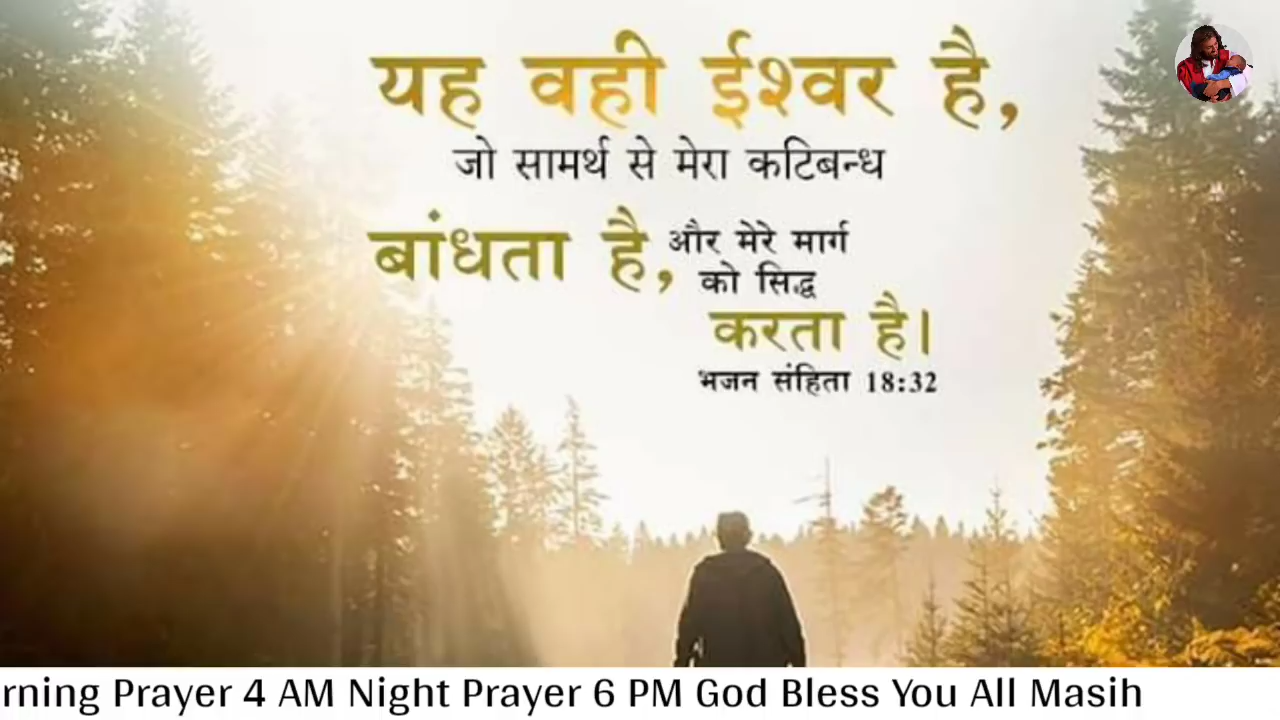 यह वही ईश्वर है,
जो सामर्थ से मेरा कटिबन्ध
बांधता है, और मेरे मार्ग
को सिद्ध
करता है।
भजन संहिता 18:32
rning Prayer 4 AM Night Prayer 6 PM God Bless You All Masih